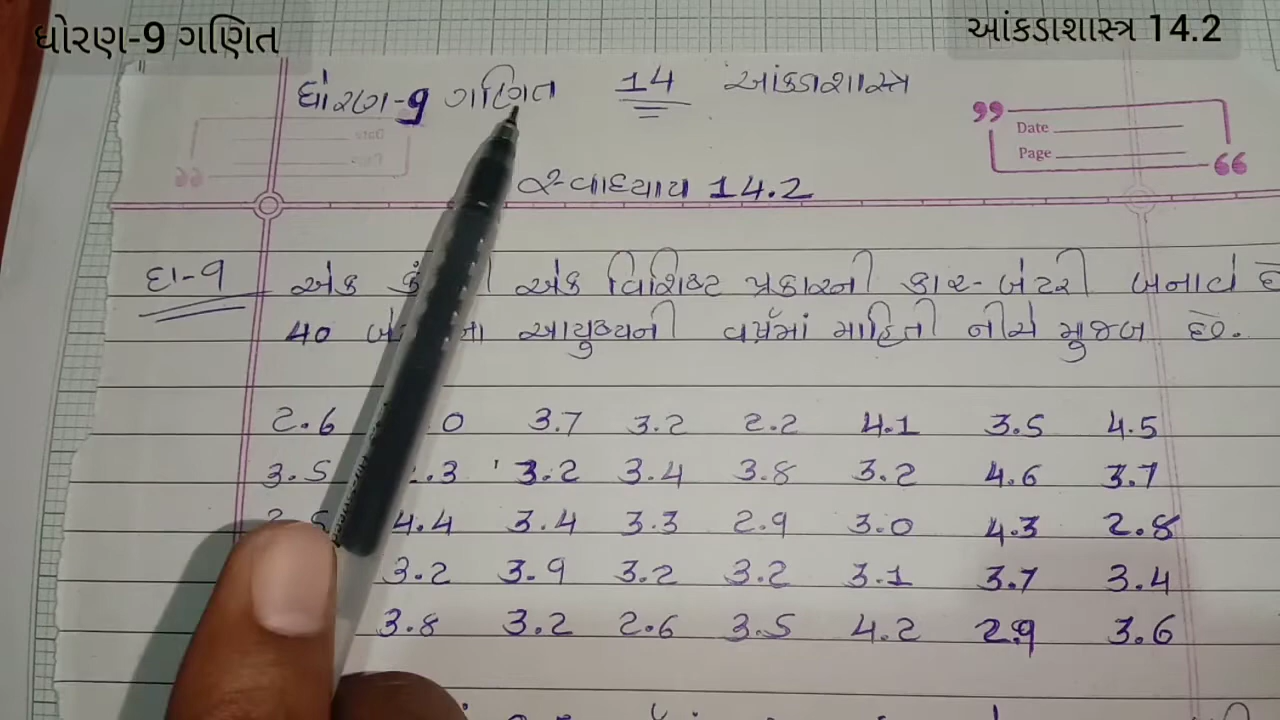 ધોરણ-9 ગણિત
આંકડાશાસ્ત્ર 14.2
ધોરણ-9 ગણિત 14 આંકડાશાસ્ત્ર
Date
Page
સ્વાધ્યાય 14.2
દા-9 એક એક વિશિષ્ટ પ્રકારની કાર-બેટરી બનાવે છે
40 આયુષ્યની વર્ષમાં માહિતી નીચે મુજબ છે.
2.6 3.7 3.2 2.2 4.1 3.5 4.5
3.5 3.2 3.4 3.8 3.2 4.6 3.7
4.4 3.4 3.3 2.9 3.0 4.3 2.8
3.2 3.9 3.2 3.2 3.1 3.7 3.4
3.8 3.2 2.6 3.5 4.2 2.9 3.6